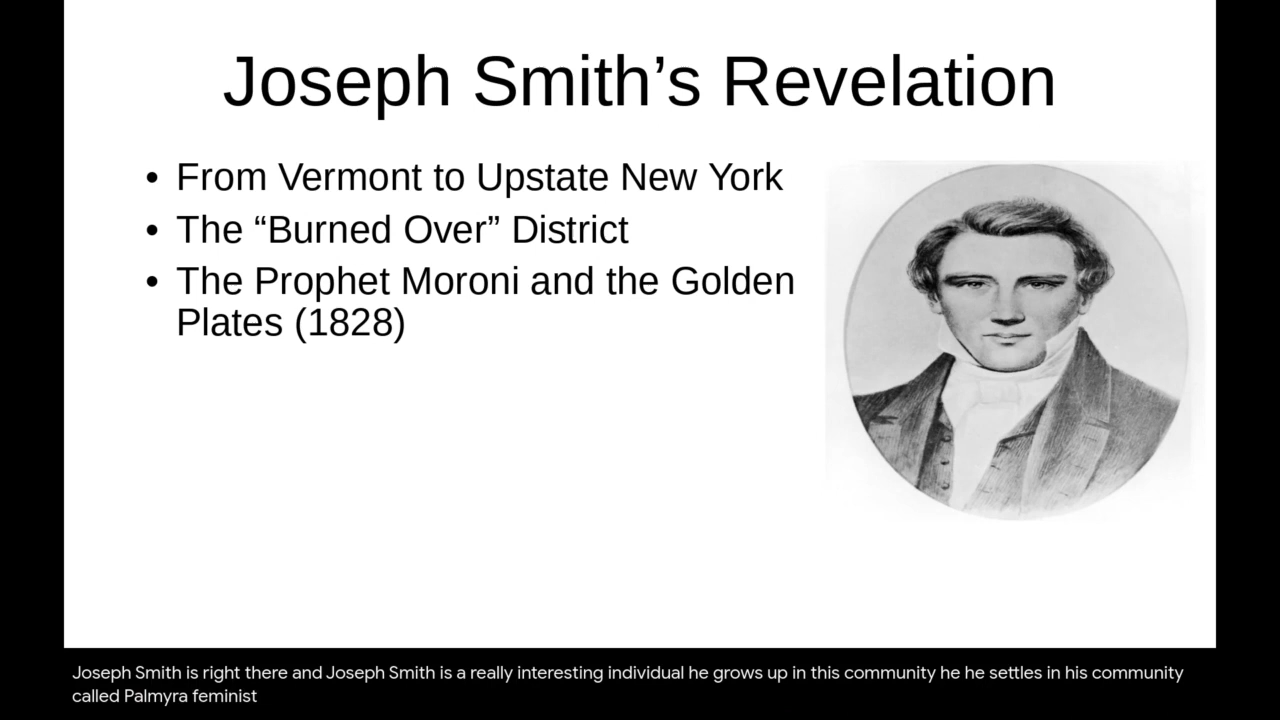 Joseph Smith’s Revelation
• From Vermont to Upstate New York
• The “Burned Over” District
• The Prophet Moroni and the Golden
Plates (1828)
Joseph Smith is right there and Joseph Smith is a really interesting individual he grows up in this community he he settles in his community
called Palmyra feminist